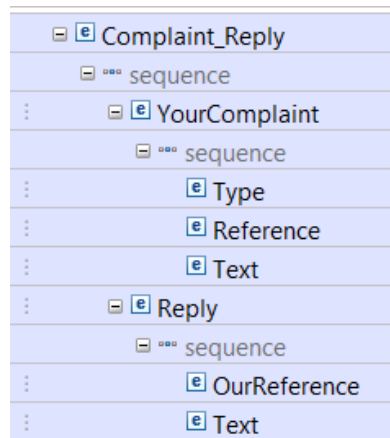 e Complaint_Reply
sequence
e YourComplaint
sequence
e Type
e Reference
e Text
e Reply
sequence
e OurReference
e Text